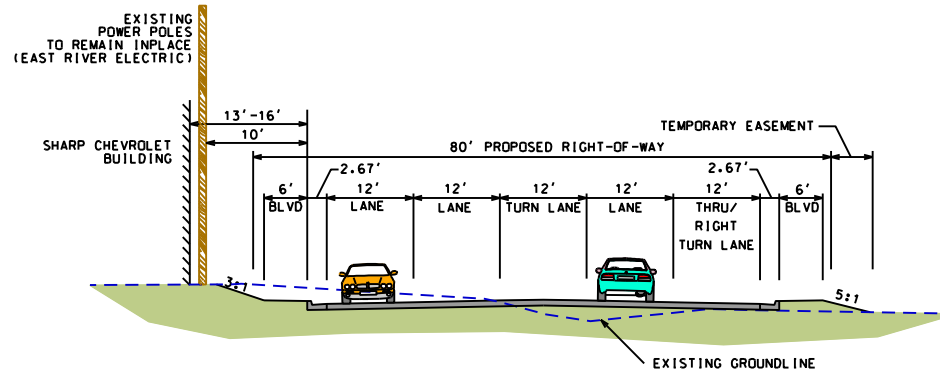 EXISTING
POWER POLES
TO REMAIN INPLACE
(EAST RIVER ELECTRIC)
13'-16'
10'
SHARP CHEVROLET
BUILDING
TEMPORARY EASEMENT
80' PROPOSED RIGHT-OF-WAY
2.67'
2.67'
6'
12'
12'
12'
12'
12'
6'
BLVD
LANE
LANE
TURN LANE
LANE
THRU/
RIGHT
TURN LANE
BLVD
3:1
5:1
EXISTING GROUNDLINE